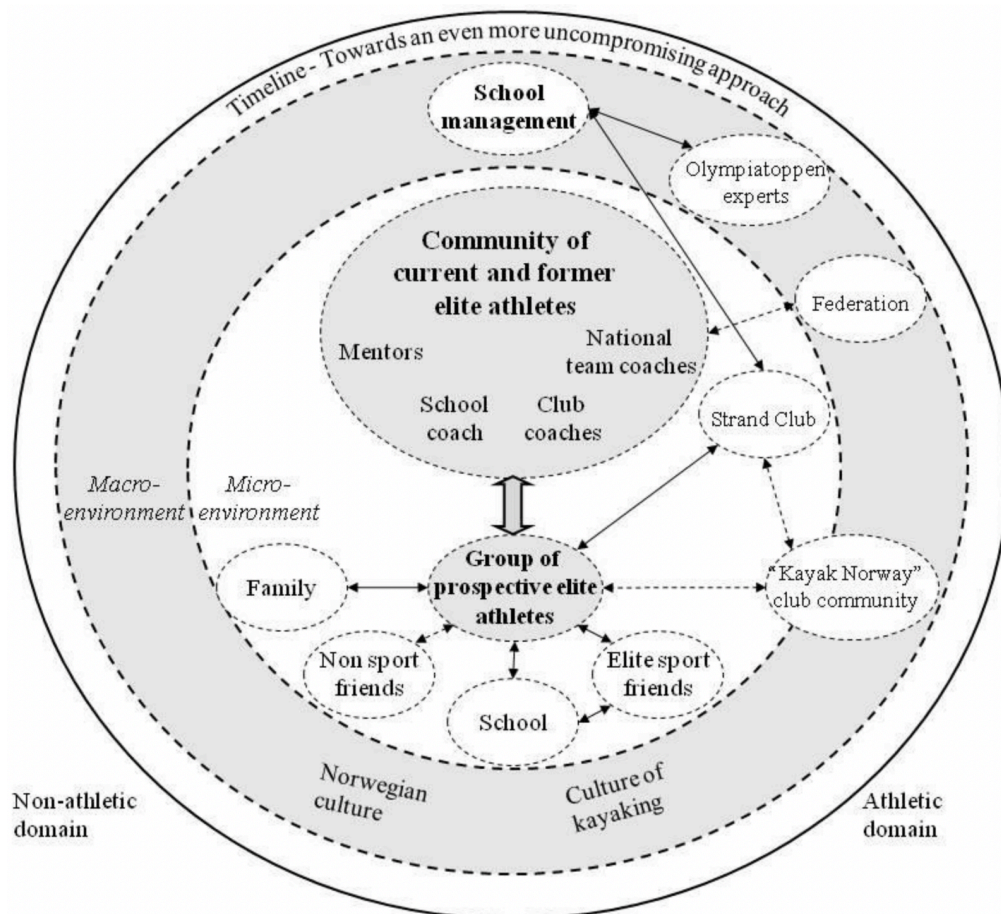 Timeline - Towards an even more uncompromising approach
School
management
Olympiatoppen
experts
Community of
current and former
elite athletes
Federation
Mentors
National
team coaches
School
coach
Club
coaches
Strand Club
Macro-
environment
Micro-
environment
Family
Group of
prospective elite
athletes
"Kayak Norway"
club community
Non sport
friends
Elite sport
friends
School
Norwegian
culture
Culture of
kayaking
Non-athletic
domain
Athletic
domain